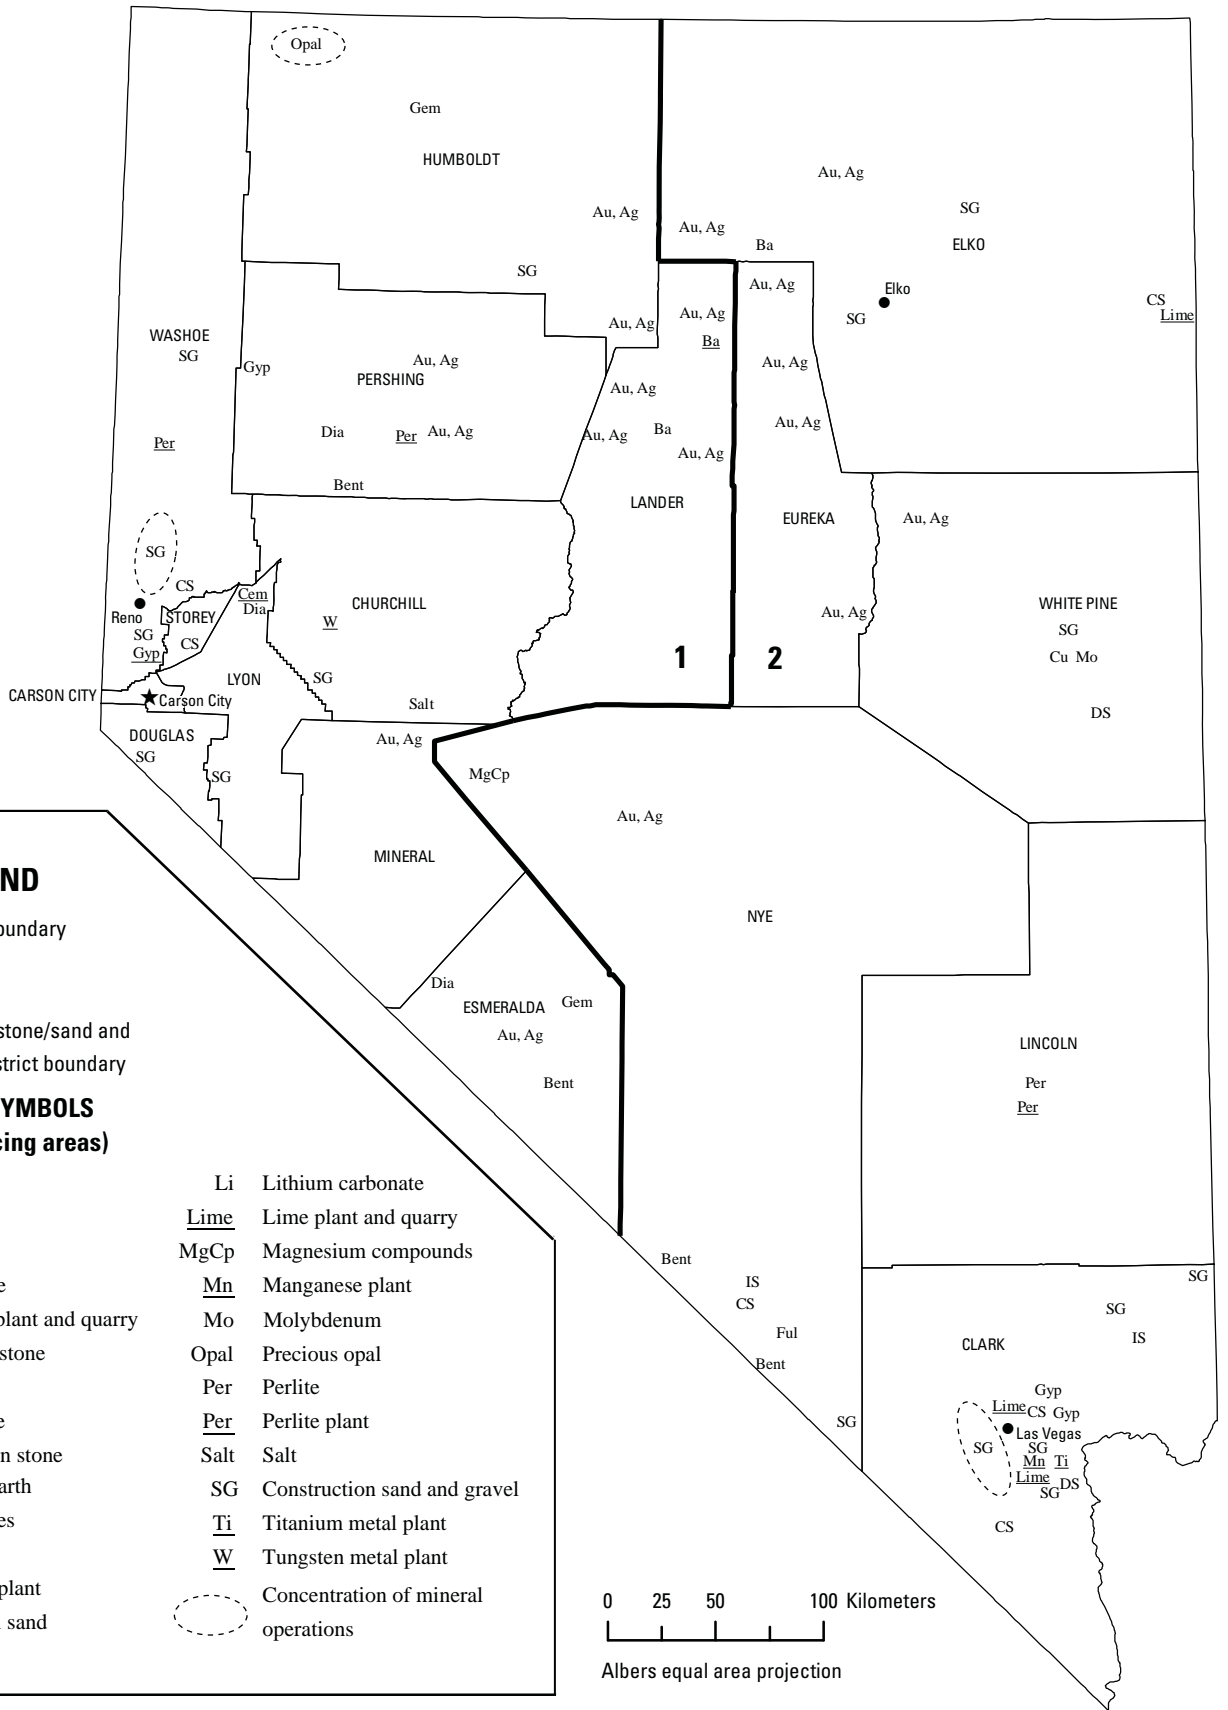 Opal
Gem
HUMBOLDT
Au, Ag
SG
ELKO
Au, Ag
Au, Ag
Ba
SG
Au, Ag
Elko
SG
CS
Lime
Au, Ag
Au, Ag
Ba
WASHOE
SG
Gyp
Au, Ag
PERSHING
Au, Ag
Au, Ag
Dia
Per
Au, Ag
Au, Ag
Ba
Au, Ag
Au, Ag
Per
Bent
LANDER
EUREKA
Au, Ag
SG
CS
Cem
Dia
CHURCHILL
W
Au, Ag
WHITE PINE
SG
Cu Mo
Reno
STOREY
SG
Gyp
CS
1
2
LYON
SG
CARSON CITY
Carson City
Salt
DS
DOUGLAS
SG
Au, Ag
SG
MgCp
Au, Ag
MINERAL
NYE
Dia
ESMERALDA
Gem
Au, Ag
Bent
LINCOLN
Per
Per
Bent
IS
CS
Ful
Bent
SG
SG
SG
IS
CLARK
Gyp
Lime
CS
Gyp
Las Vegas
SG
SG
Mn
Ti
Lime
DS
SG
CS
ND
oundary
stone/sand and
strict boundary
YMBOLS
cing areas)
e
plant and quarry
stone
e
n stone
arth
es
plant
sand
Li Lithium carbonate
Lime Lime plant and quarry
MgCp Magnesium compounds
Mn Manganese plant
Mo Molybdenum
Opal Precious opal
Per Perlite
Per Perlite plant
Salt Salt
SG Construction sand and gravel
Ti Titanium metal plant
W Tungsten metal plant
Concentration of mineral
operations
0 25 50 100 Kilometers
Albers equal area projection